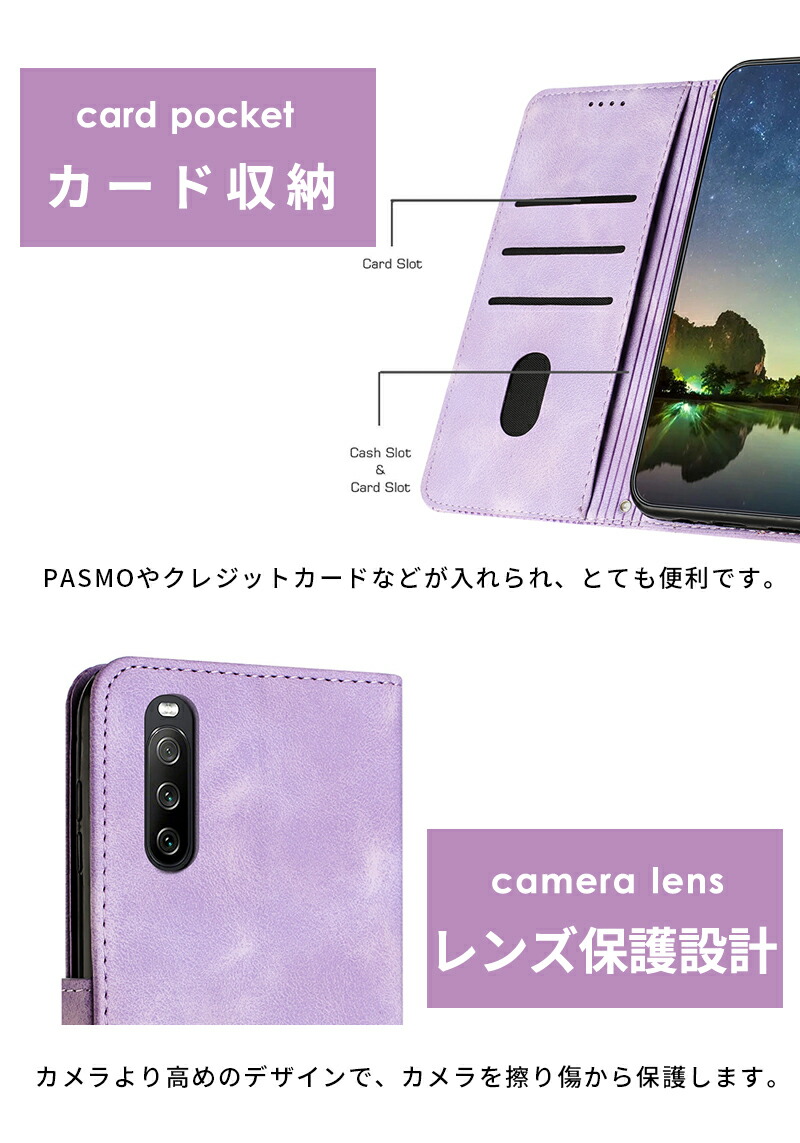 card pocket
カード収納
Card Slot
Cash Slot
&
Card Slot
PASMOやクレジットカードなどが入れられ、とても便利です。
camera lens
レンズ保護設計
カメラより高めのデザインで、カメラを擦り傷から保護します。